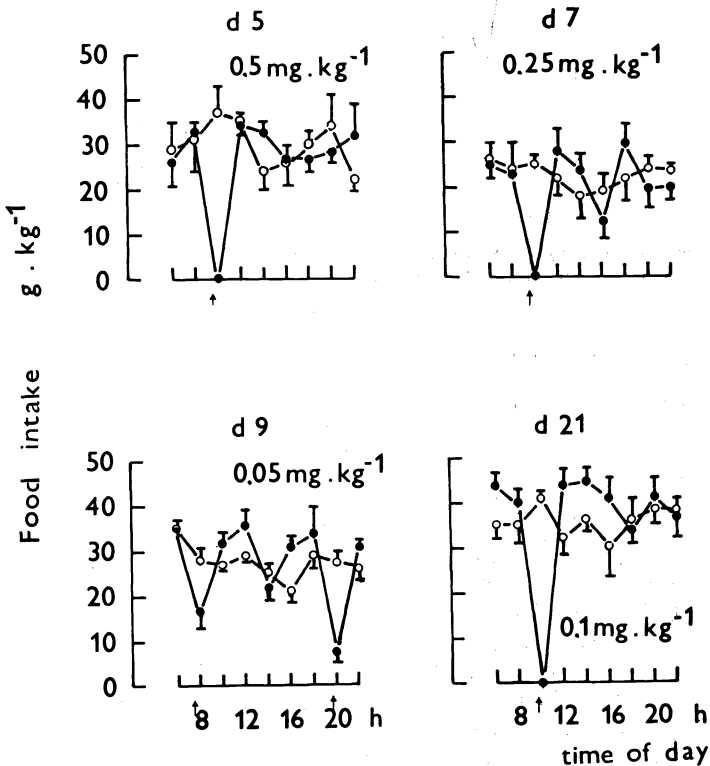 d 5
0.5 mg . kg-1
50
40
30
20
10
0
d 7
0.25 mg . kg-1
Food intake g . kg-1
d 9
0.05 mg . kg-1
50
40
30
20
10
0
8 12 16 20 h
d 21
0.1 mg . kg-1
8 12 16 20 h
time of day